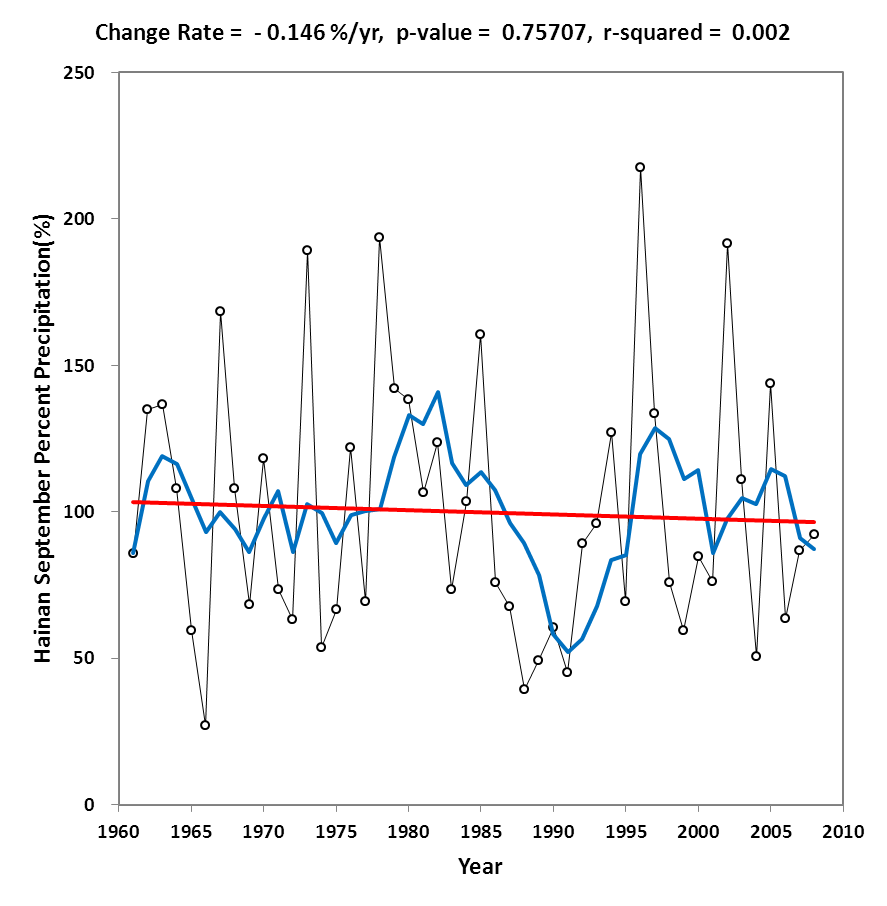 Change Rate = - 0.146 %/yr, p-value = 0.75707, r-squared = 0.002
250
200
150
100
50
0
Hainan September Percent Precipitation(%)
1960 1965 1970 1975 1980 1985 1990 1995 2000 2005 2010
Year